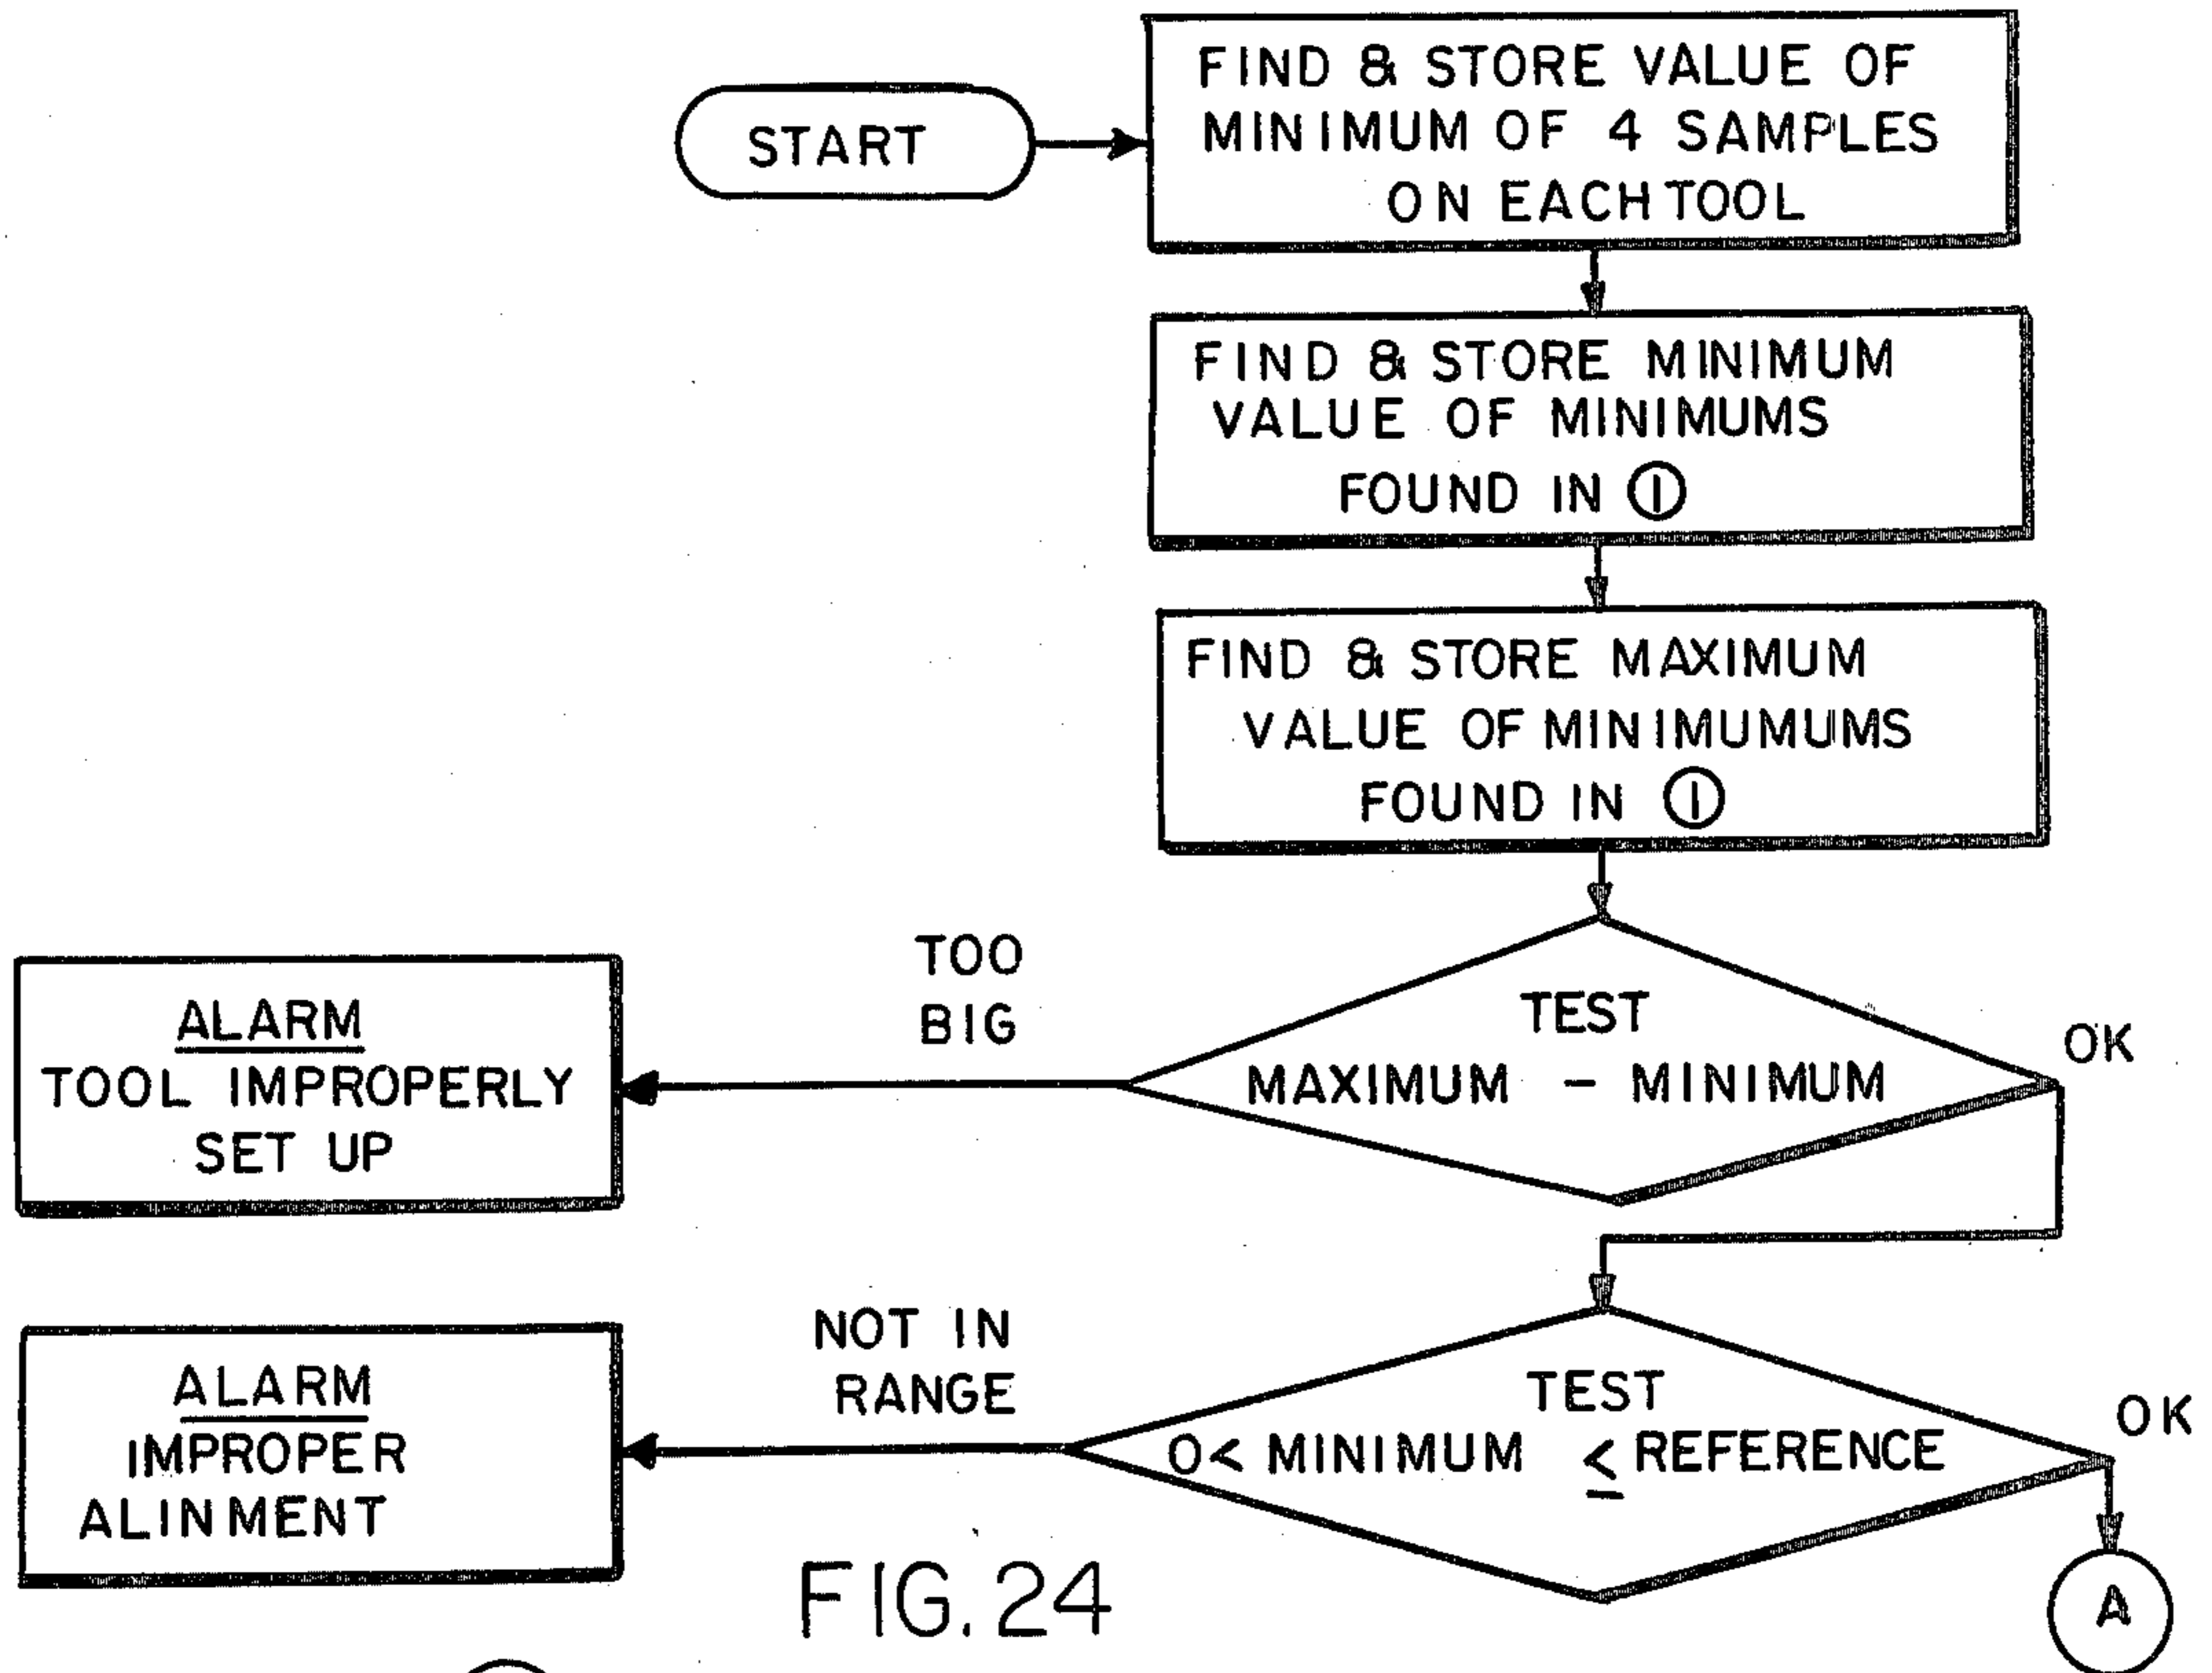 START
FIND & STORE VALUE OF
MINIMUM OF 4 SAMPLES
ON EACH TOOL
FIND & STORE MINIMUM
VALUE OF MINIMUMS
FOUND IN ①
FIND & STORE MAXIMUM
VALUE OF MINIMUMUMS
FOUND IN ①
TEST
MAXIMUM - MINIMUM
TOO
BIG
OK
ALARM
TOOL IMPROPERLY
SET UP
TEST
0 < MINIMUM ≤ REFERENCE
NOT IN
RANGE
OK
ALARM
IMPROPER
ALINMENT
A
FIG. 24